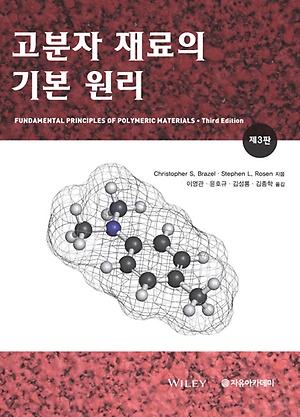 고분자 재료의
기본 원리
FUNDAMENTAL PRINCIPLES OF POLYMERIC MATERIALS • Third Edition
제3판
Christopher S. Brazel · Stephen L. Rosen 지음
이영관 · 윤호규 · 김성룡 · 김종학 옮김
WILEY 자유아카데미